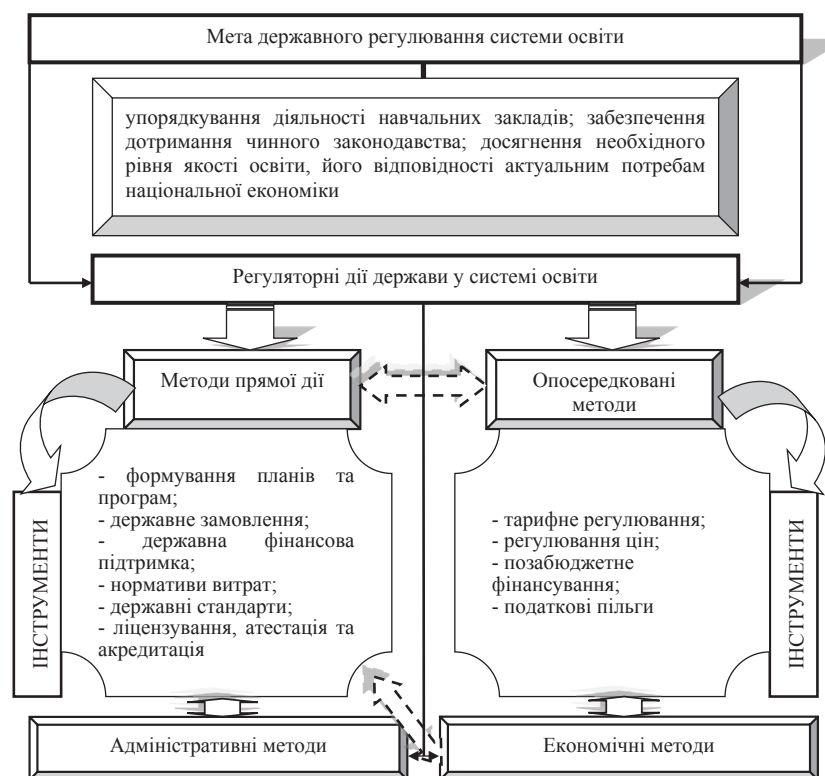 Мета державного регулювання системи освіти
упорядкування діяльності навчальних закладів; забезпечення
дотримання чинного законодавства; досягнення необхідного
рівня якості освіти, його відповідності актуальним потребам
національної економіки
Регуляторні дії держави у системі освіти
Методи прямої дії
Опосередковані
методи
ІНСТРУМЕНТИ
- формування планів та
програм;
- державне замовлення;
- державна фінансова
підтримка;
- нормативи витрат;
- державні стандарти;
- ліцензування, атестація та
акредитація
- тарифне регулювання;
- регулювання цін;
- позабюджетне
фінансування;
- податкові пільги
ІНСТРУМЕНТИ
Адміністративні методи
Економічні методи